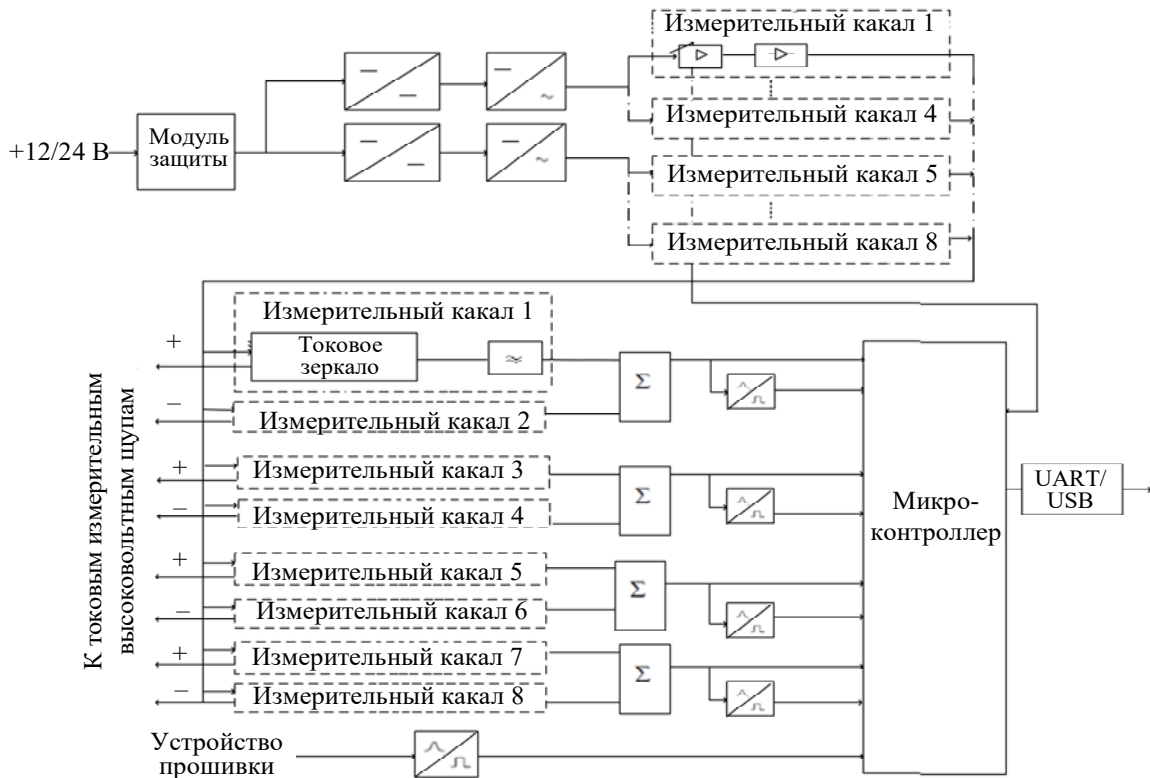 Измерительный какал 1
Измерительный какал 4
Модуль
защиты
+12/24 В
Измерительный какал 5
Измерительный какал 8
Измерительный какал 1
Токовое
зеркало
+
−
Измерительный какал 2
Σ
+
Измерительный какал 3
−
Измерительный какал 4
Σ
+
Измерительный какал 5
−
Измерительный какал 6
Σ
+
Измерительный какал 7
−
Измерительный какал 8
Σ
К токовым измерительным
высоковольтным щупам
Микро-
контроллер
UART/
USB
Устройство
прошивки